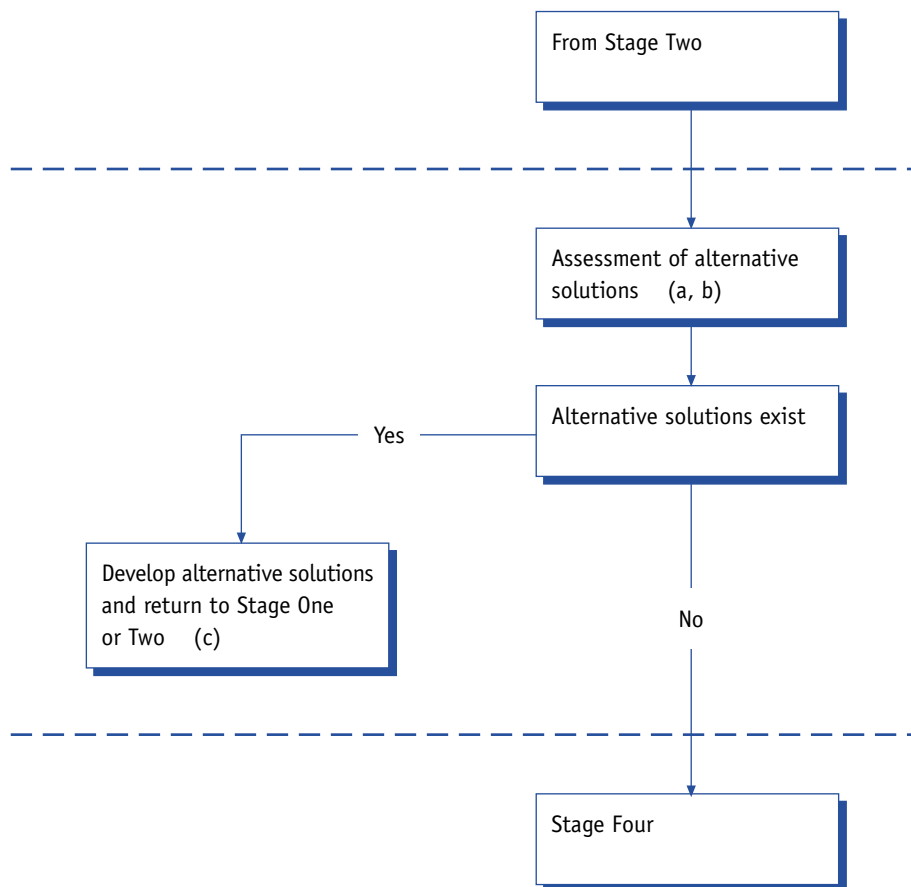 From Stage Two
Assessment of alternative
solutions (a, b)
Alternative solutions exist
Yes
Develop alternative solutions
and return to Stage One
or Two (c)
No
Stage Four